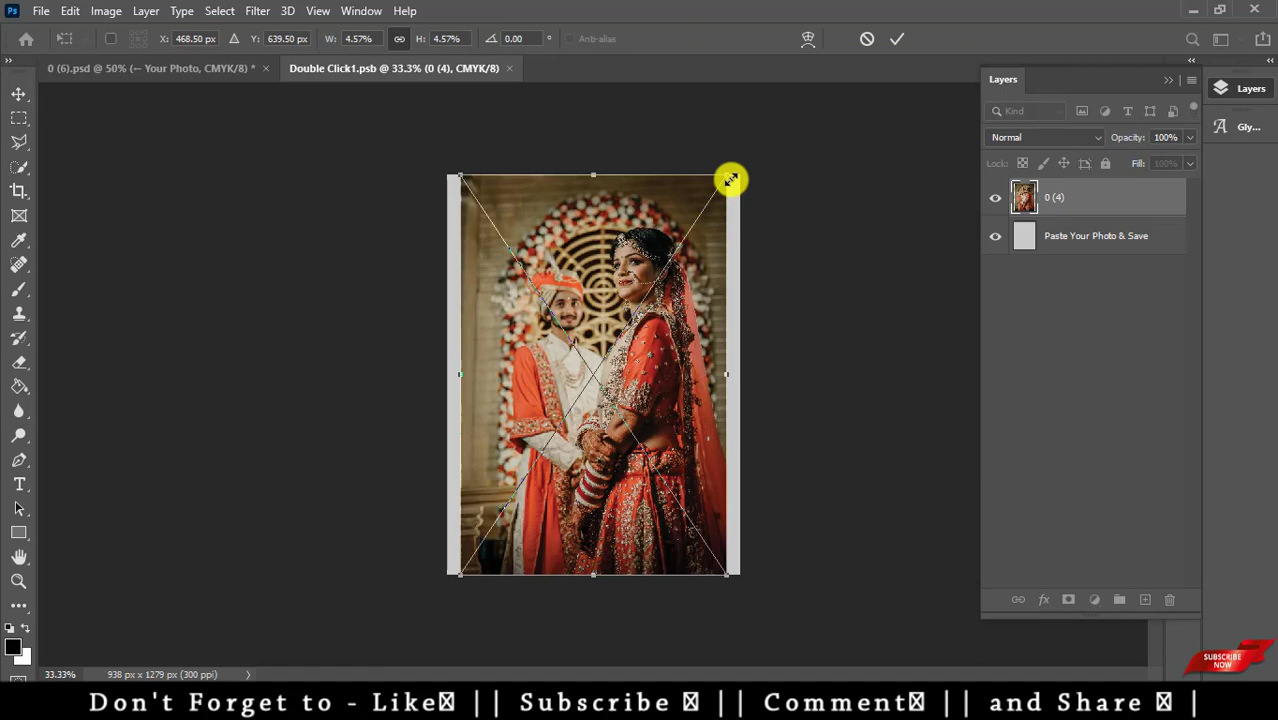 Ps File Edit Image Layer Type Select Filter 3D View Window Help
X: 468.50 px Y: 639.50 px W: 4.57% H: 4.57% 0.00 ° Anti-alias
0 (6).psd @ 50% (← Your Photo, CMYK/8) * × Double Click1.psb @ 33.3% (0 (4), CMYK/8) ×
Layers
Layers
Kind
Gly...
Normal Opacity: 100%
Lock: Fill: 100%
0 (4)
Paste Your Photo & Save
33.33% 938 px x 1279 px (300 ppi)
SUBSCRIBE
NOW
Don't Forget to - Like || Subscribe || Comment || and Share |